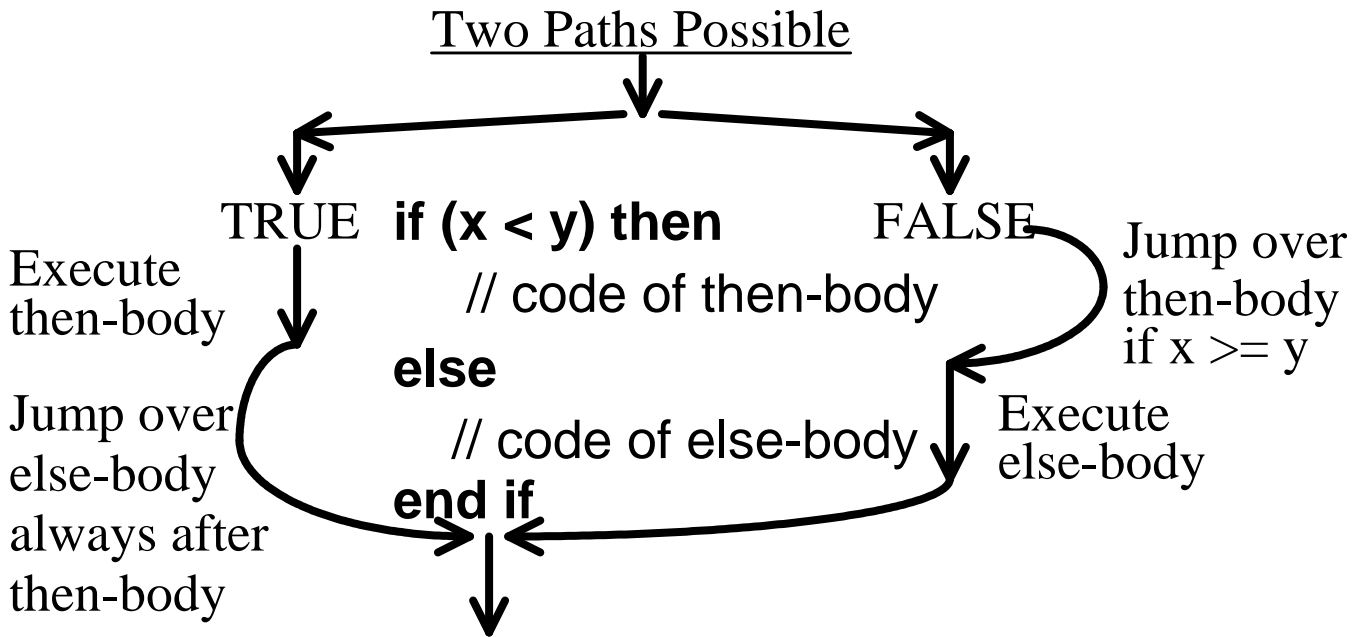 Two Paths Possible
TRUE if (x < y) then FALSE
Execute
then-body
// code of then-body
Jump over
then-body
if x >= y
else
Jump over
else-body
always after
then-body
// code of else-body
Execute
else-body
end if